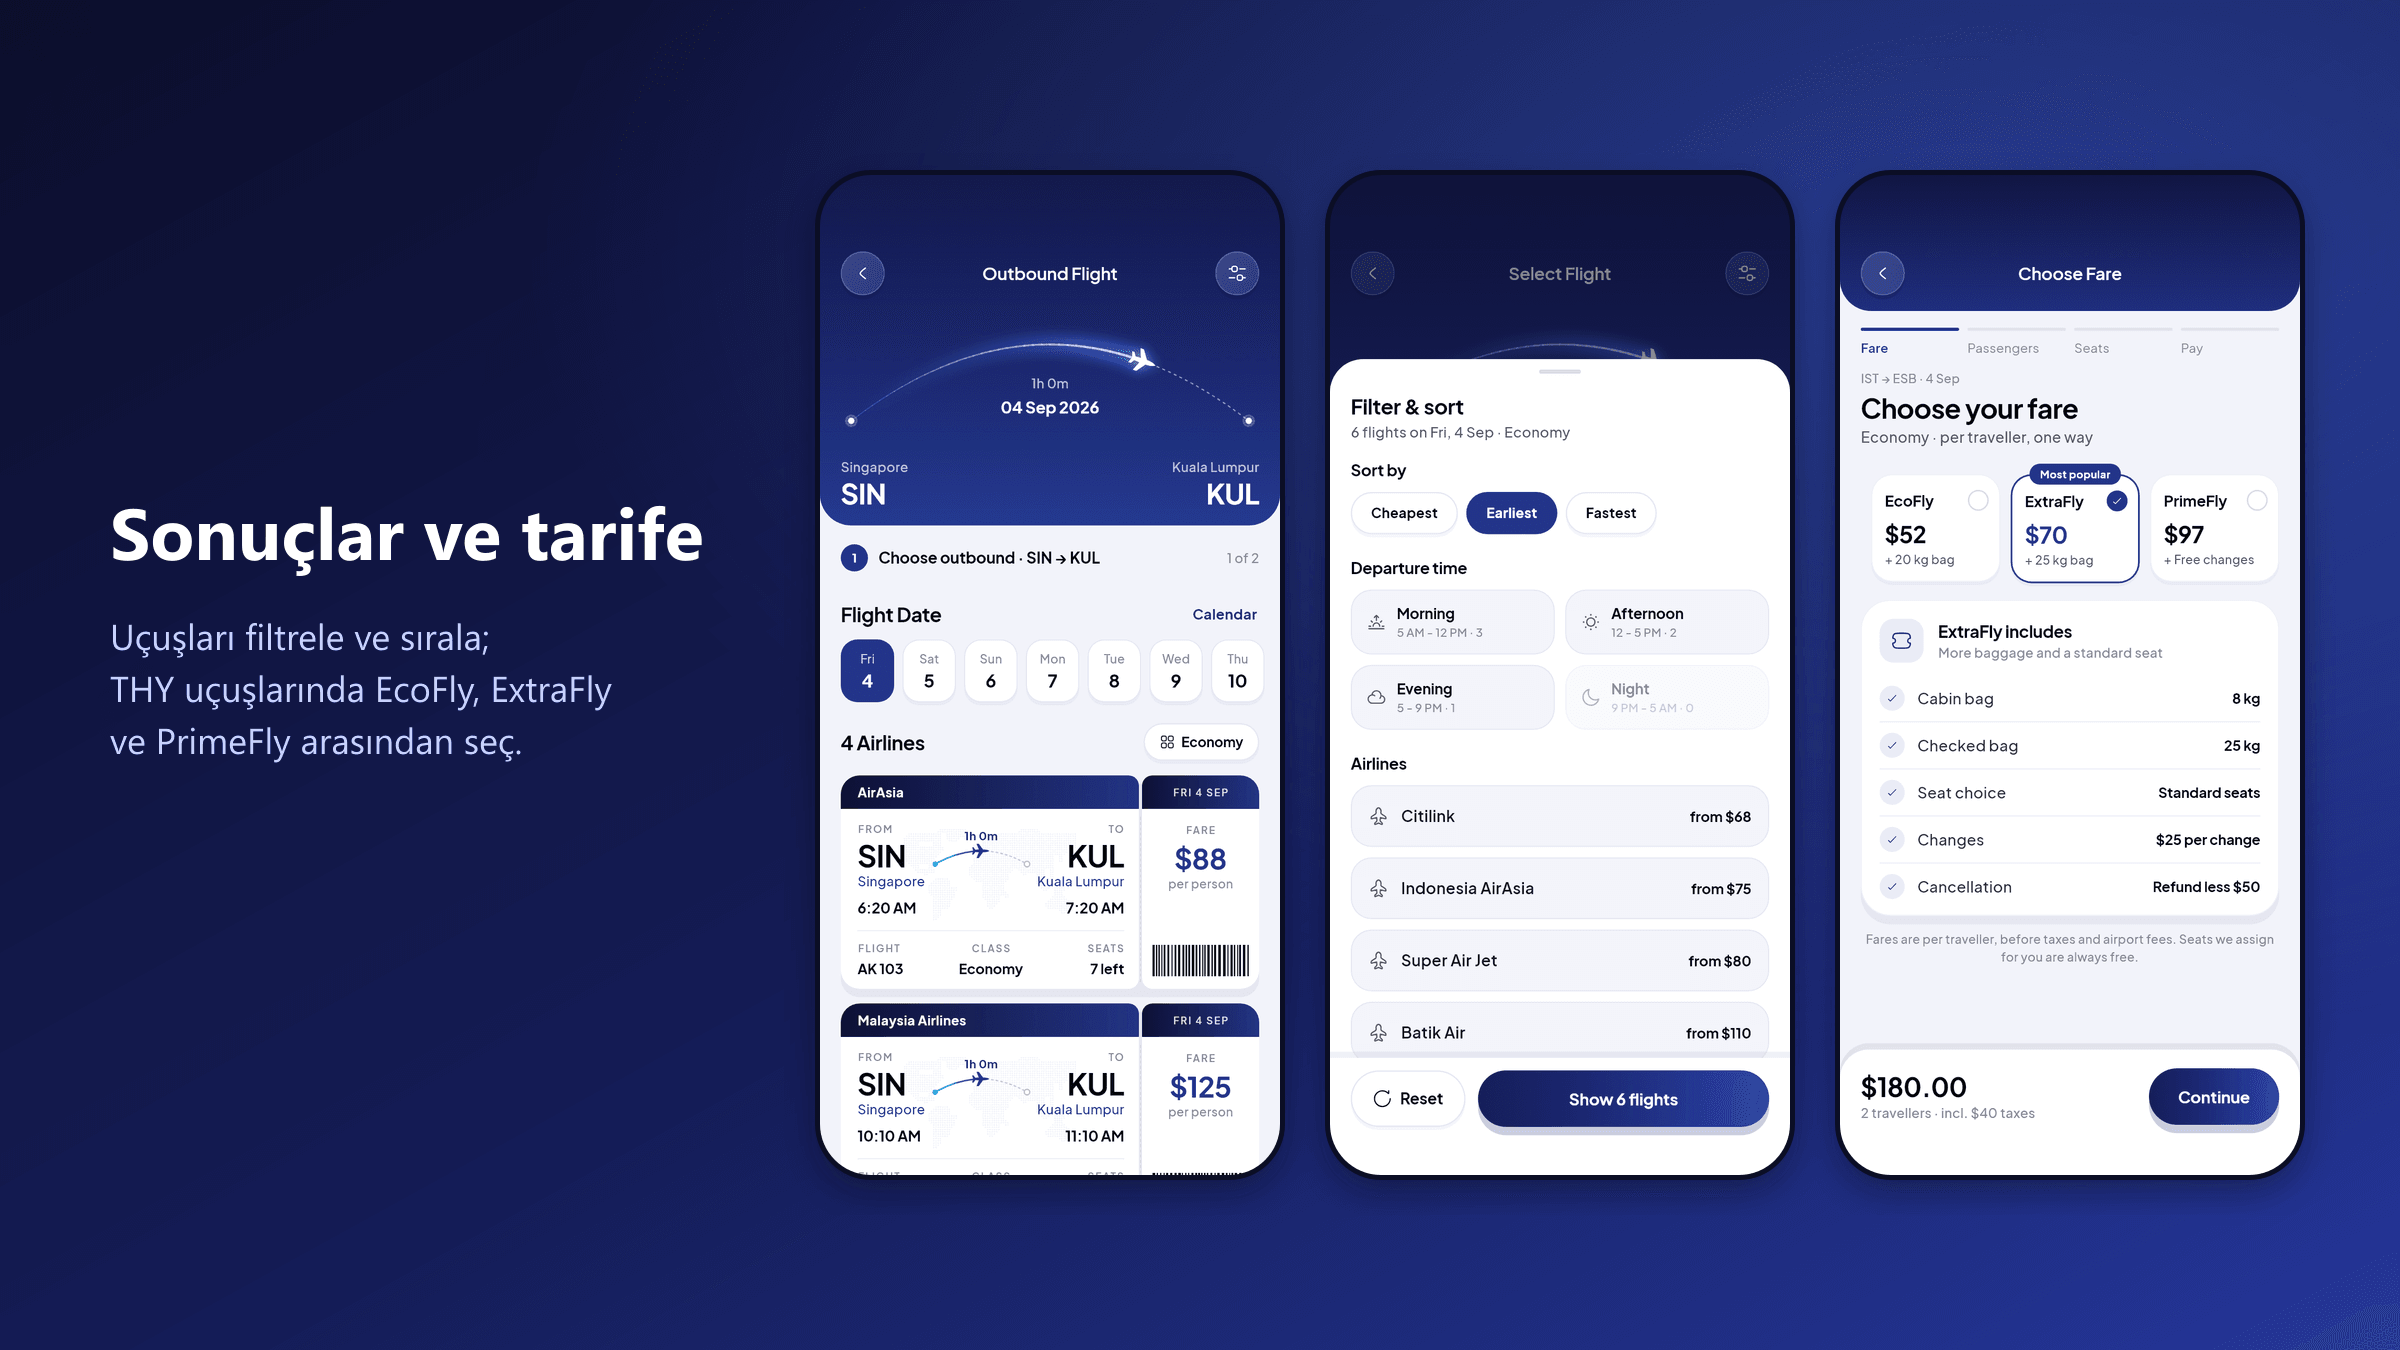 Sonuçlar ve tarife
Uçuşları filtrele ve sırala;
THY uçuşlarında EcoFly, ExtraFly
ve PrimeFly arasından seç.
Outbound Flight
1h 0m
04 Sep 2026
Singapore
Kuala Lumpur
SIN
KUL
1 Choose outbound · SIN → KUL
1 of 2
Flight Date
Calendar
Fri Sat Sun Mon Tue Wed Thu
4 5 6 7 8 9 10
4 Airlines
Economy
AirAsia
FRI 4 SEP
FROM
1h 0m
TO
SIN
KUL
Singapore
Kuala Lumpur
6:20 AM
7:20 AM
FARE
$88
per person
FLIGHT CLASS SEATS
AK 103 Economy 7 left
Malaysia Airlines
FRI 4 SEP
FROM
1h 0m
TO
SIN
KUL
Singapore
Kuala Lumpur
10:10 AM
11:10 AM
FARE
$125
per person
FLIGHT CLASS SEATS
Select Flight
Filter & sort
6 flights on Fri, 4 Sep · Economy
Sort by
Cheapest Earliest Fastest
Departure time
Morning
5 AM - 12 PM · 3
Afternoon
12 - 5 PM · 2
Evening
5 - 9 PM · 1
Night
9 PM - 5 AM · 0
Airlines
Citilink from $68
Indonesia AirAsia from $75
Super Air Jet from $80
Batik Air from $110
Reset
Show 6 flights
Choose Fare
Fare Passengers Seats Pay
IST → ESB · 4 Sep
Choose your fare
Economy · per traveller, one way
Most popular
EcoFly
$52
+ 20 kg bag
ExtraFly
$70
+ 25 kg bag
PrimeFly
$97
+ Free changes
ExtraFly includes
More baggage and a standard seat
Cabin bag 8 kg
Checked bag 25 kg
Seat choice Standard seats
Changes $25 per change
Cancellation Refund less $50
Fares are per traveller, before taxes and airport fees. Seats we assign
for you are always free.
$180.00
2 travellers · incl. $40 taxes
Continue